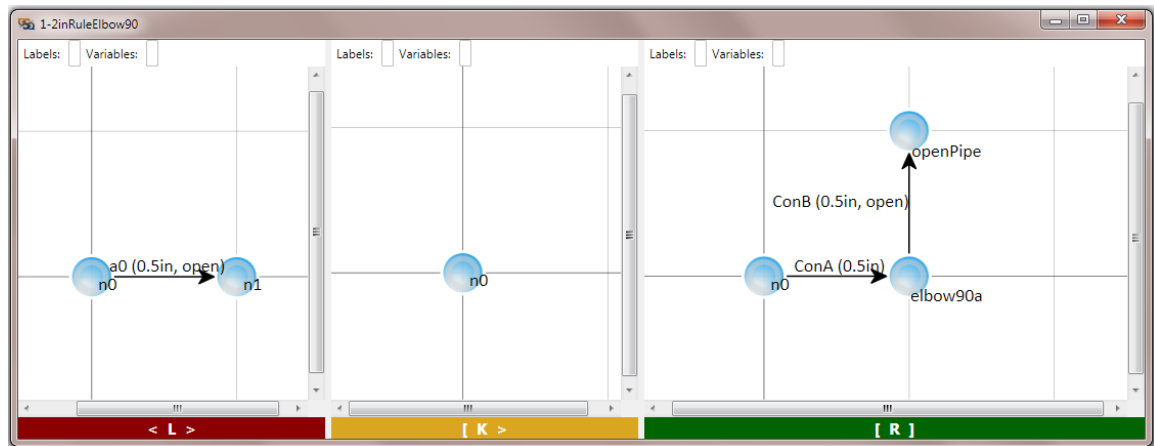 1-2inRuleElbow90
Labels: Variables:
Labels: Variables:
Labels: Variables:
a0 (0.5in, open)
n0
n1
n0
openPipe
ConB (0.5in, open)
ConA (0.5in)
n0
elbow90a
< L >
[ K >
[ R ]